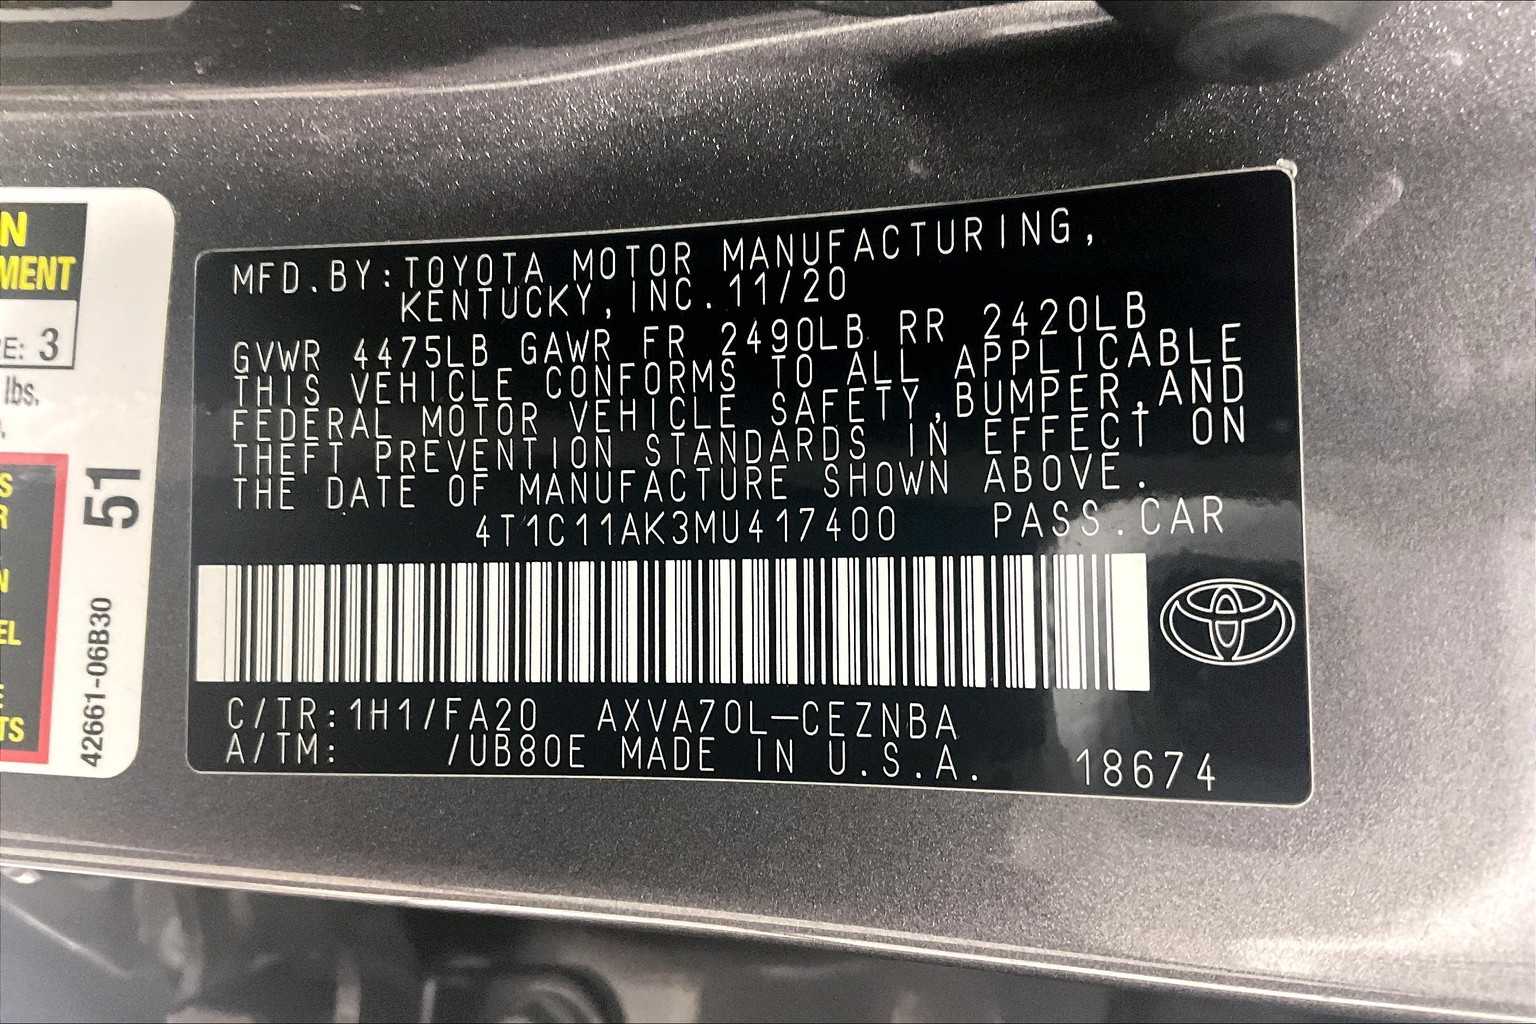 MFD.BY:TOYOTA MOTOR MANUFACTURING,
KENTUCKY,INC.11/20
GVWR 4475LB GAWR FR 2490LB RR 2420LB
THIS VEHICLE CONFORMS TO ALL APPLICABLE
FEDERAL MOTOR VEHICLE SAFETY,BUMPER,AND
THEFT PREVENTION STANDARDS IN EFFECT ON
THE DATE OF MANUFACTURE SHOWN ABOVE.
4T1C11AK3MU417400 PASS.CAR
C/TR:1H1/FA20 AXVA70L-CEZNBA
A/TM: /UB80E MADE IN U.S.A. 18674
3
lbs.
51
42661-06B30